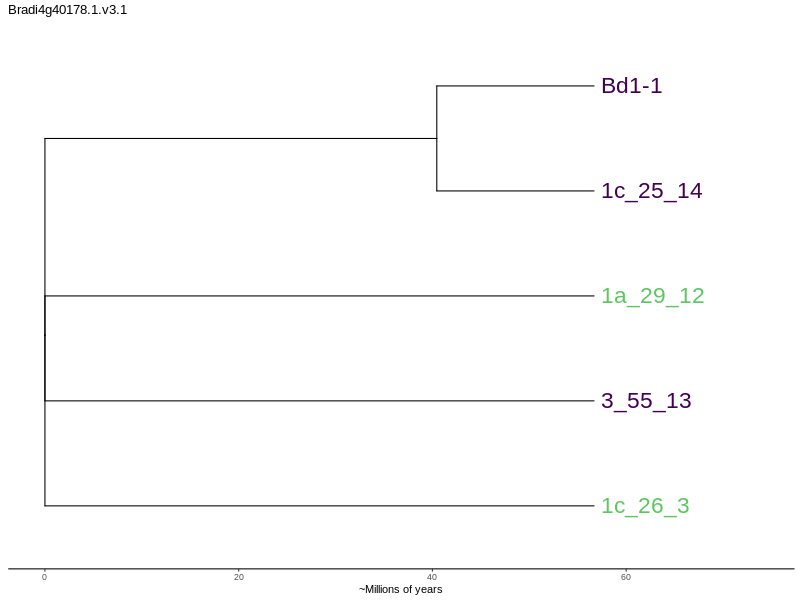 Bradi4g40178.1.v3.1
Bd1-1
1c_25_14
1a_29_12
3_55_13
1c_26_3
0 20 40 60
~Millions of years